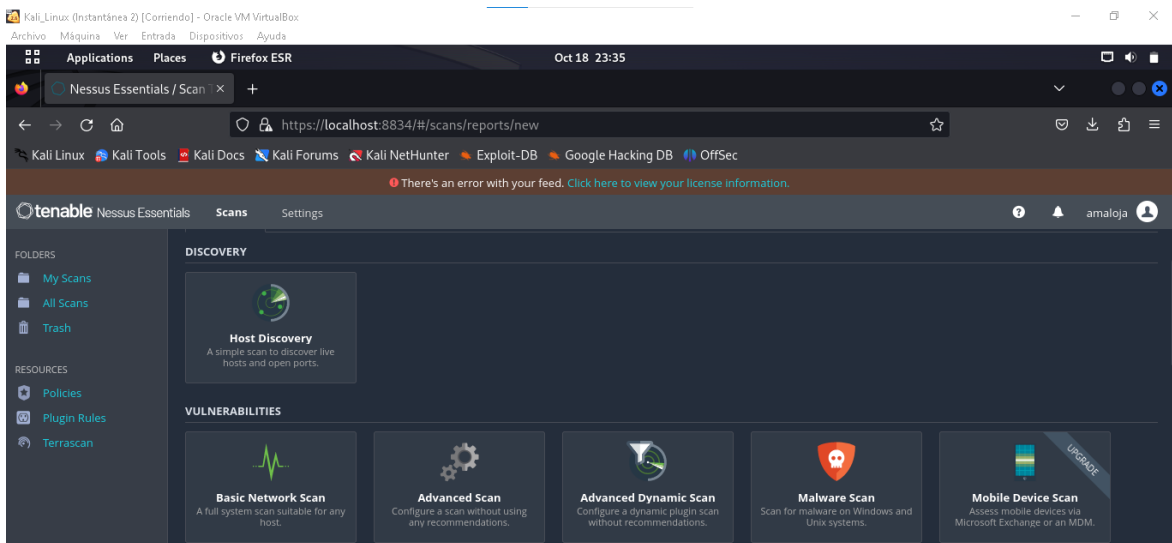 Kali_Linux (Instantánea 2) [Corriendo] - Oracle VM VirtualBox
Archivo Máquina Ver Entrada Dispositivos Ayuda
Applications Places Firefox ESR Oct 18 23:35
Nessus Essentials / Scan
https://localhost:8834/#/scans/reports/new
Kali Linux Kali Tools Kali Docs Kali Forums Kali NetHunter Exploit-DB Google Hacking DB OffSec
There's an error with your feed. Click here to view your license information.
tenable Nessus Essentials Scans Settings amaloja
FOLDERS
My Scans
All Scans
Trash
RESOURCES
Policies
Plugin Rules
Terrascan
DISCOVERY
Host Discovery
A simple scan to discover live
hosts and open ports.
VULNERABILITIES
Basic Network Scan
A full system scan suitable for any
host.
Advanced Scan
Configure a scan without using
any recommendations.
Advanced Dynamic Scan
Configure a dynamic plugin scan
without recommendations.
Malware Scan
Scan for malware on Windows and
Unix systems.
UPGRADE
Mobile Device Scan
Assess mobile devices via
Microsoft Exchange or an MDM.